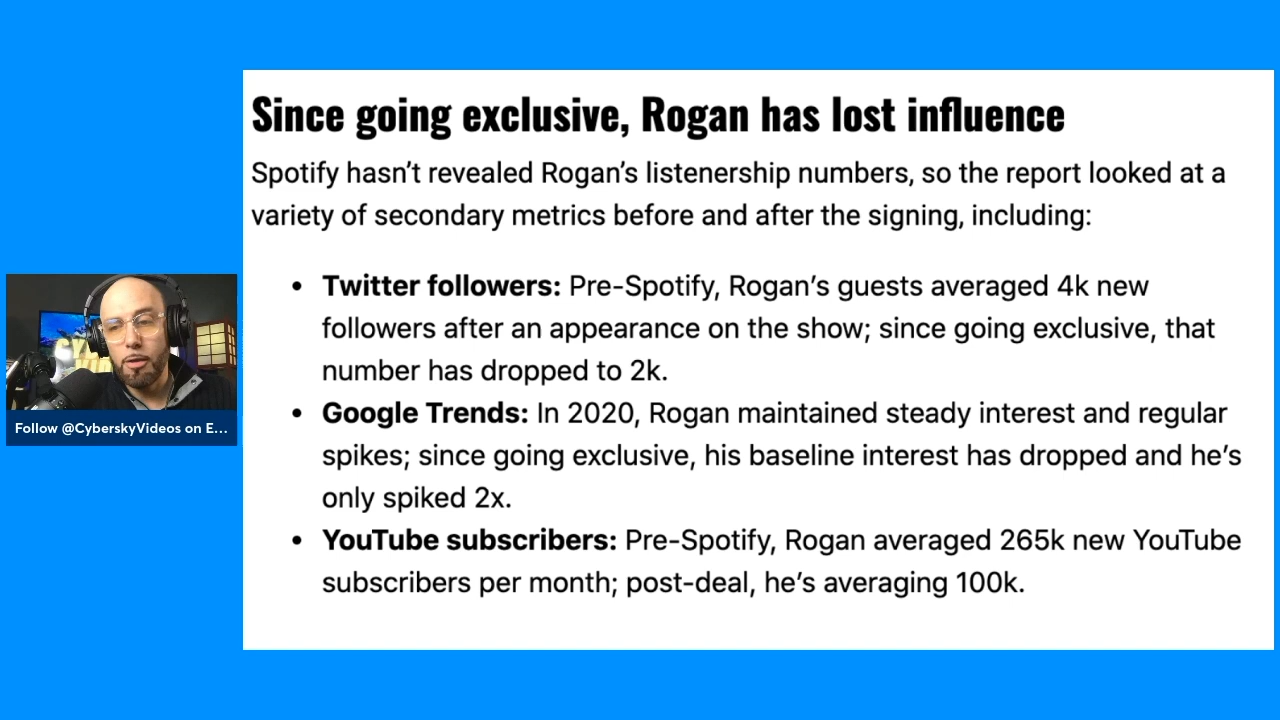 Since going exclusive, Rogan has lost influence
Spotify hasn’t revealed Rogan’s listenership numbers, so the report looked at a
variety of secondary metrics before and after the signing, including:
• Twitter followers: Pre-Spotify, Rogan’s guests averaged 4k new
followers after an appearance on the show; since going exclusive, that
number has dropped to 2k.
• Google Trends: In 2020, Rogan maintained steady interest and regular
spikes; since going exclusive, his baseline interest has dropped and he’s
only spiked 2x.
• YouTube subscribers: Pre-Spotify, Rogan averaged 265k new YouTube
subscribers per month; post-deal, he’s averaging 100k.
Follow @CyberskyVideos on E...